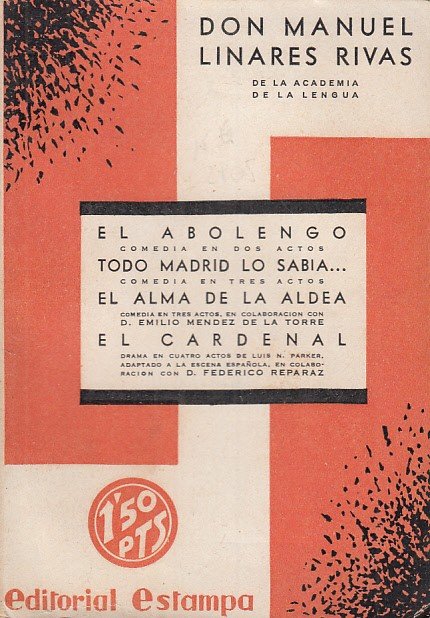 DON MANUEL
LINARES RIVAS
DE LA ACADEMIA
DE LA LENGUA
EL ABOLENGO
COMEDIA EN DOS ACTOS
TODO MADRID LO SABIA...
COMEDIA EN TRES ACTOS
EL ALMA DE LA ALDEA
COMEDIA EN TRES ACTOS, EN COLABORACION CON
D. EMILIO MENDEZ DE LA TORRE
EL CARDENAL
DRAMA EN CUATRO ACTOS DE LUIS N. PARKER,
ADAPTADO A LA ESCENA ESPAÑOLA, EN COLABO-
RACION CON D. FEDERICO REPARAZ
1'50
PTS
editorial estampa